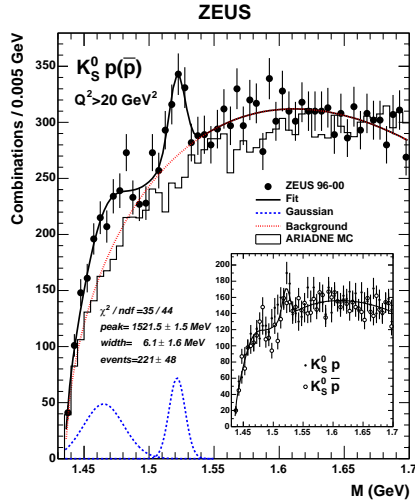 ZEUS
Combinations / 0.005 GeV
K⁰_S p(p̄)
Q²>20 GeV²
350
300
250
200
150
100
50
0
ZEUS 96-00
Fit
Gaussian
Background
ARIADNE MC
χ² / ndf =35 / 44
peak= 1521.5 ± 1.5 MeV
width= 6.1 ± 1.6 MeV
events=221 ± 48
200
180
160
140
120
100
80
60
40
20
0
K⁰_S p
K⁰_S p̄
1.45 1.5 1.55 1.6 1.65 1.7
1.45 1.5 1.55 1.6 1.65 1.7
M (GeV)